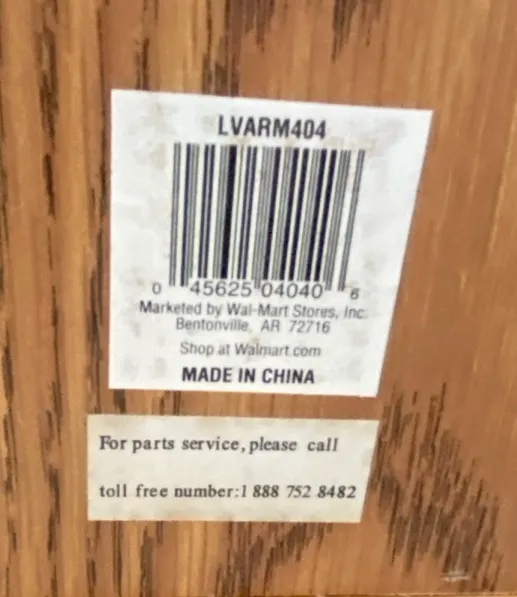 LVARM404
0 45625 04040 6
Marketed by Wal-Mart Stores, Inc.
Bentonville, AR 72716
Shop at Walmart.com
MADE IN CHINA
For parts service, please call
toll free number:1 888 752 8482